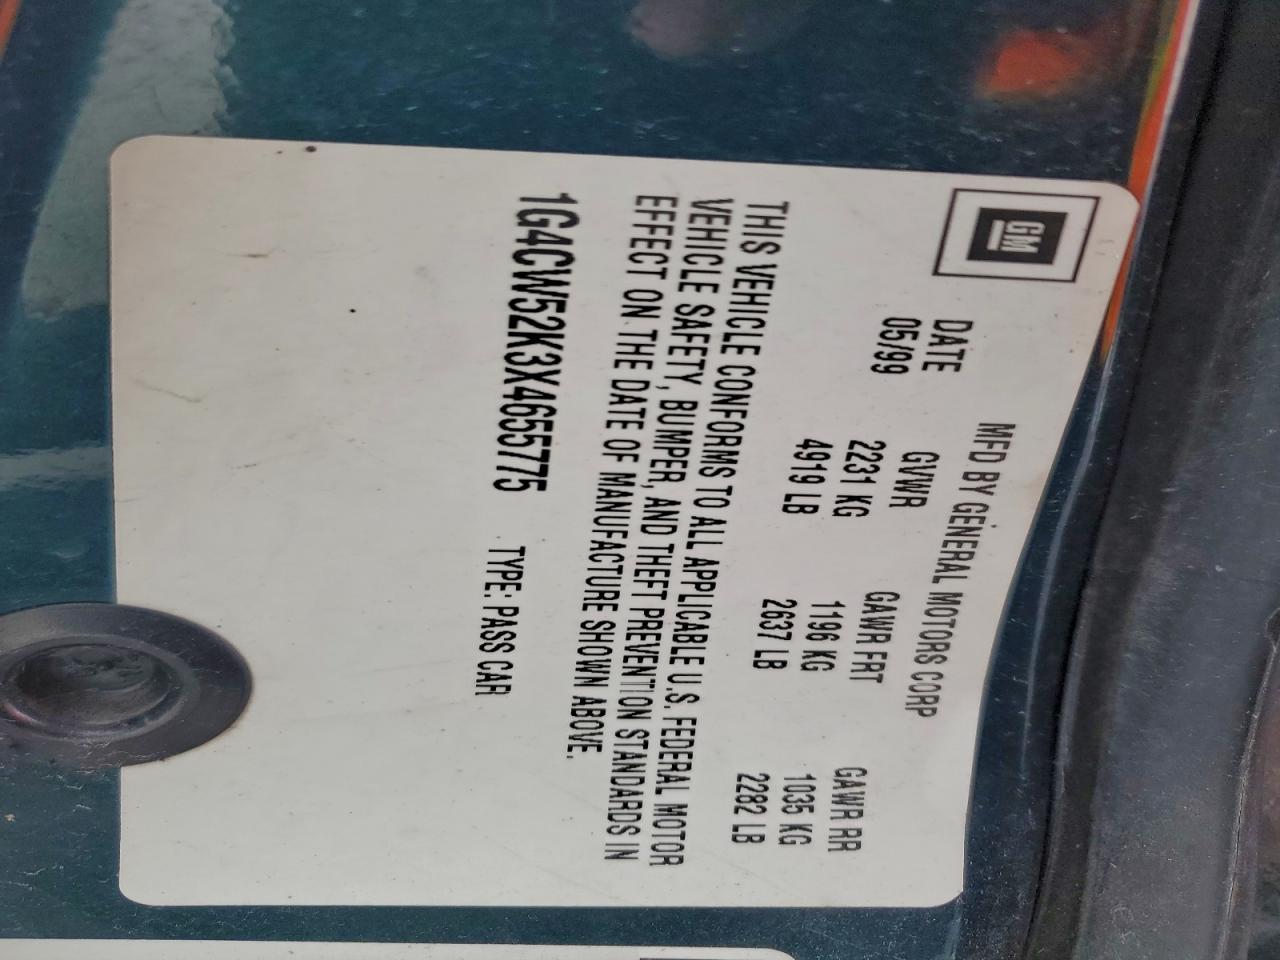 GM
MFD BY GENERAL MOTORS CORP
DATE GVWR GAWR FRT GAWR RR
05/99 2231 KG 1196 KG 1035 KG
4919 LB 2637 LB 2282 LB
THIS VEHICLE CONFORMS TO ALL APPLICABLE U.S. FEDERAL MOTOR
VEHICLE SAFETY, BUMPER, AND THEFT PREVENTION STANDARDS IN
EFFECT ON THE DATE OF MANUFACTURE SHOWN ABOVE.
1G4CW52K3X4655775 TYPE: PASS CAR